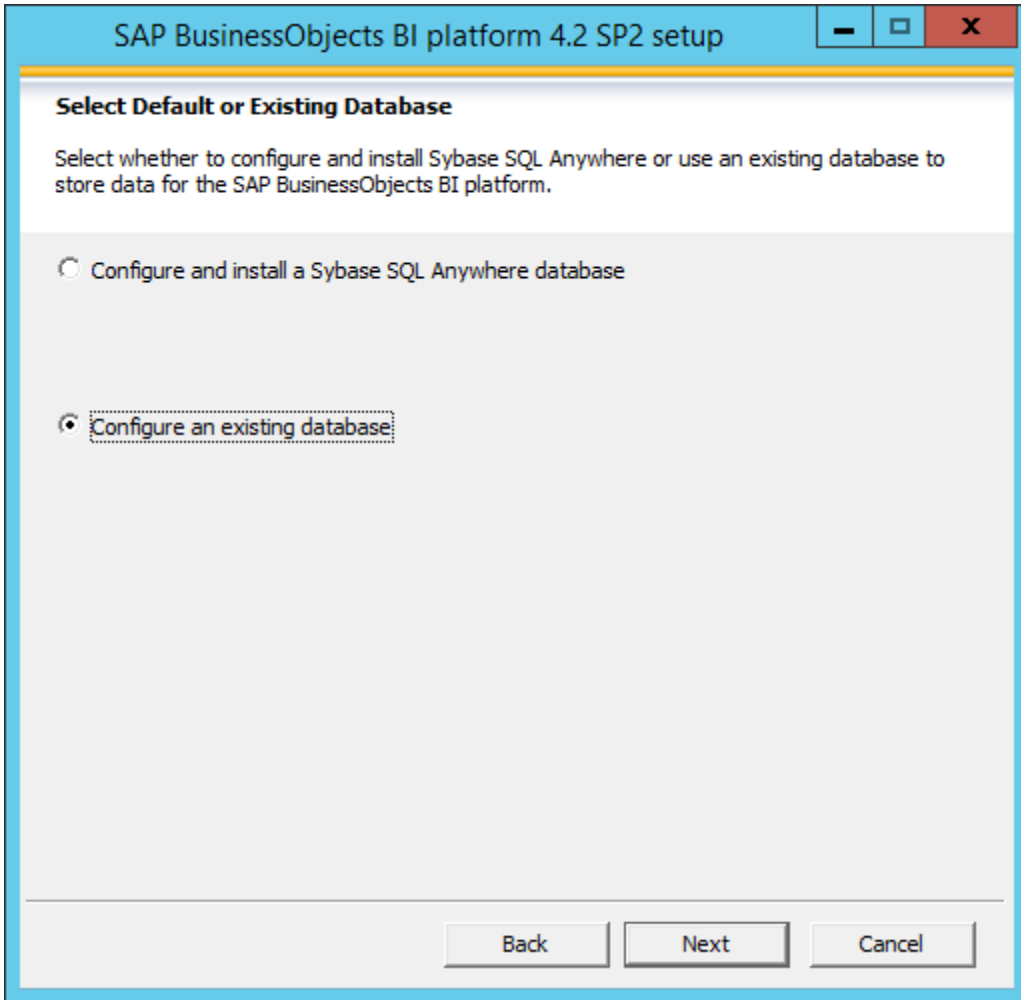 SAP BusinessObjects BI platform 4.2 SP2 setup
Select Default or Existing Database
Select whether to configure and install Sybase SQL Anywhere or use an existing database to
store data for the SAP BusinessObjects BI platform.
Configure and install a Sybase SQL Anywhere database
Configure an existing database
Back Next Cancel